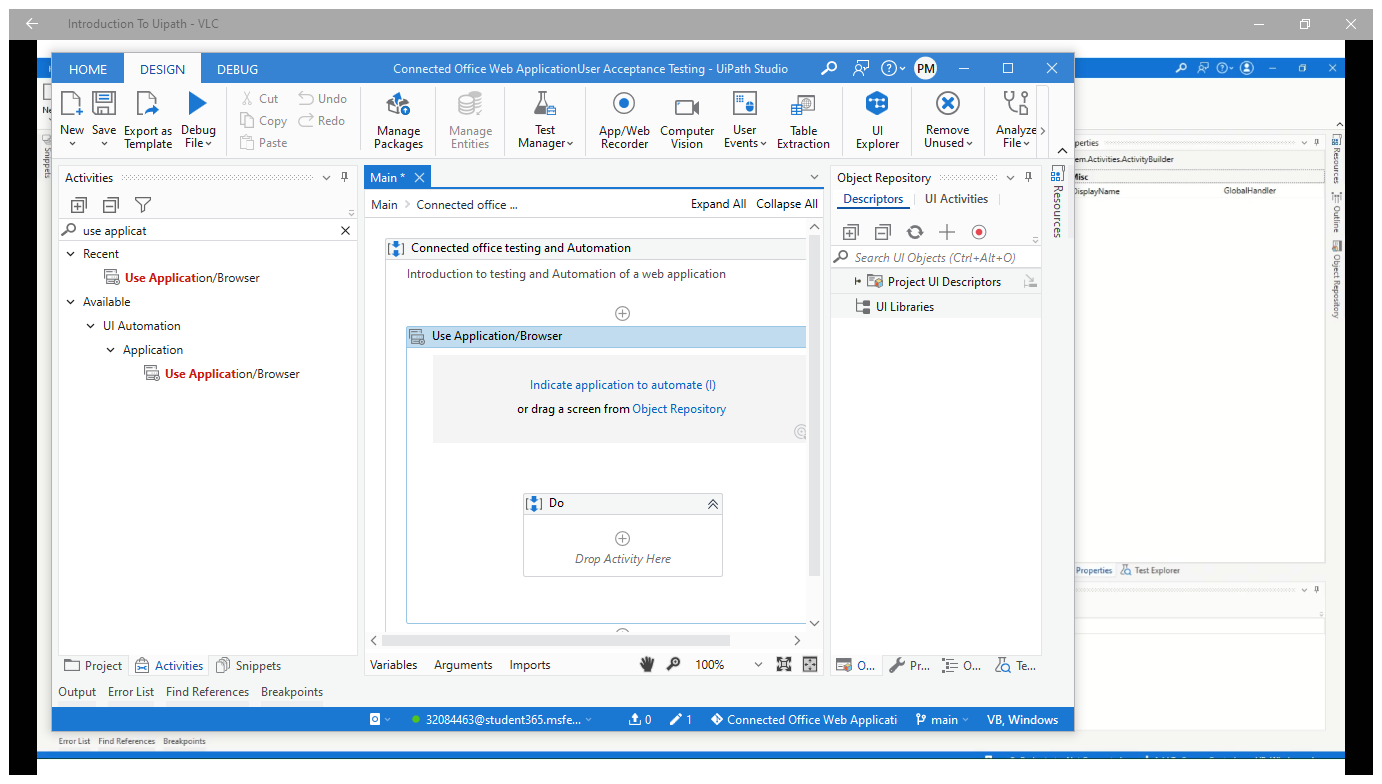 Introduction To Uipath - VLC
HOME DESIGN DEBUG Connected Office Web ApplicationUser Acceptance Testing - UiPath Studio PM
New Save Export as Template Debug File
Cut Undo
Copy Redo
Paste
Manage Packages Manage Entities Test Manager App/Web Recorder Computer Vision User Events Table Extraction UI Explorer Remove Unused Analyze File
Activities
use applicat
Recent
Use Application/Browser
Available
UI Automation
Application
Use Application/Browser
Project Activities Snippets
Main *
Main > Connected office ... Expand All Collapse All
Connected office testing and Automation
Introduction to testing and Automation of a web application
Use Application/Browser
Indicate application to automate (I)
or drag a screen from Object Repository
Do
Drop Activity Here
Variables Arguments Imports 100%
Object Repository
Descriptors UI Activities
Search UI Objects (Ctrl+Alt+O)
Project UI Descriptors
UI Libraries
O... Pr... O... Te...
Resources
Output Error List Find References Breakpoints
32084463@student365.msfe... 0 1 Connected Office Web Applicati main VB, Windows
Snippets
perties
em.Activities.ActivityBuilder
Misc
DisplayName GlobalHandler
Resources
Outline
Object Repository
Properties Test Explorer
Error List Find References Breakpoints